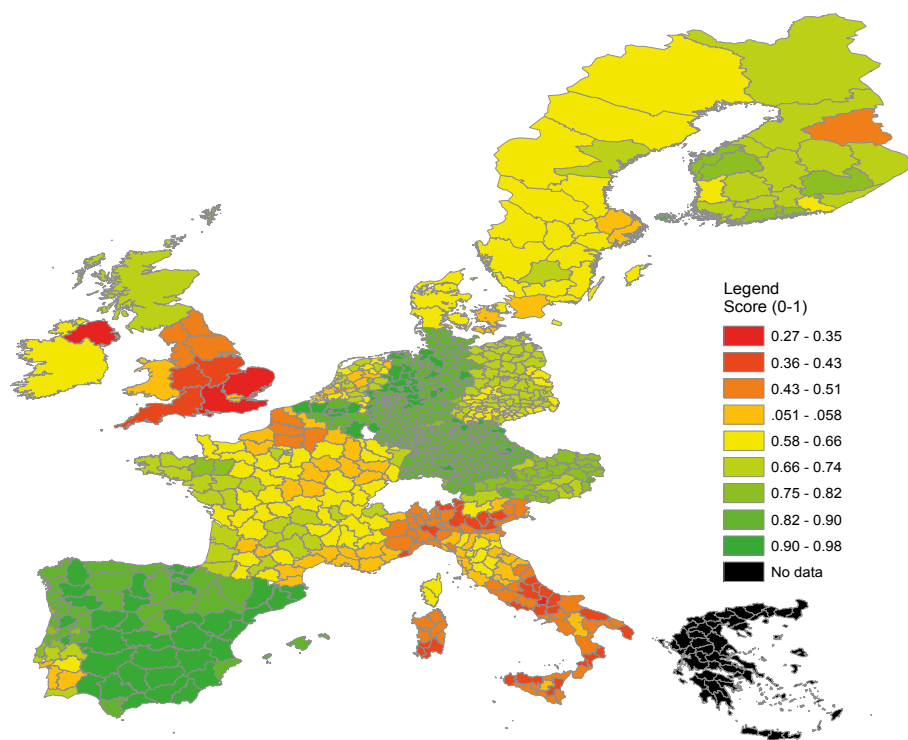 Legend
Score (0-1)
0.27 - 0.35
0.36 - 0.43
0.43 - 0.51
.051 - .058
0.58 - 0.66
0.66 - 0.74
0.75 - 0.82
0.82 - 0.90
0.90 - 0.98
No data